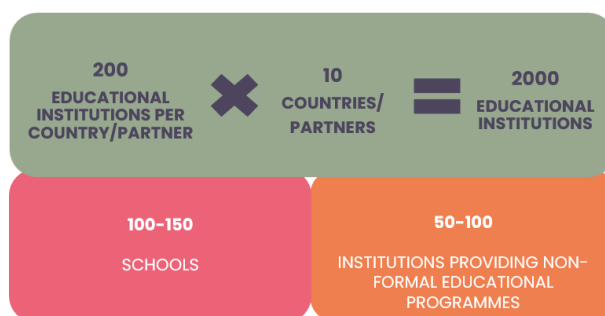 200
EDUCATIONAL
INSTITUTIONS PER
COUNTRY/PARTNER
×
10
COUNTRIES/
PARTNERS
=
2000
EDUCATIONAL
INSTITUTIONS
100-150
SCHOOLS
50-100
INSTITUTIONS PROVIDING NON-
FORMAL EDUCATIONAL
PROGRAMMES